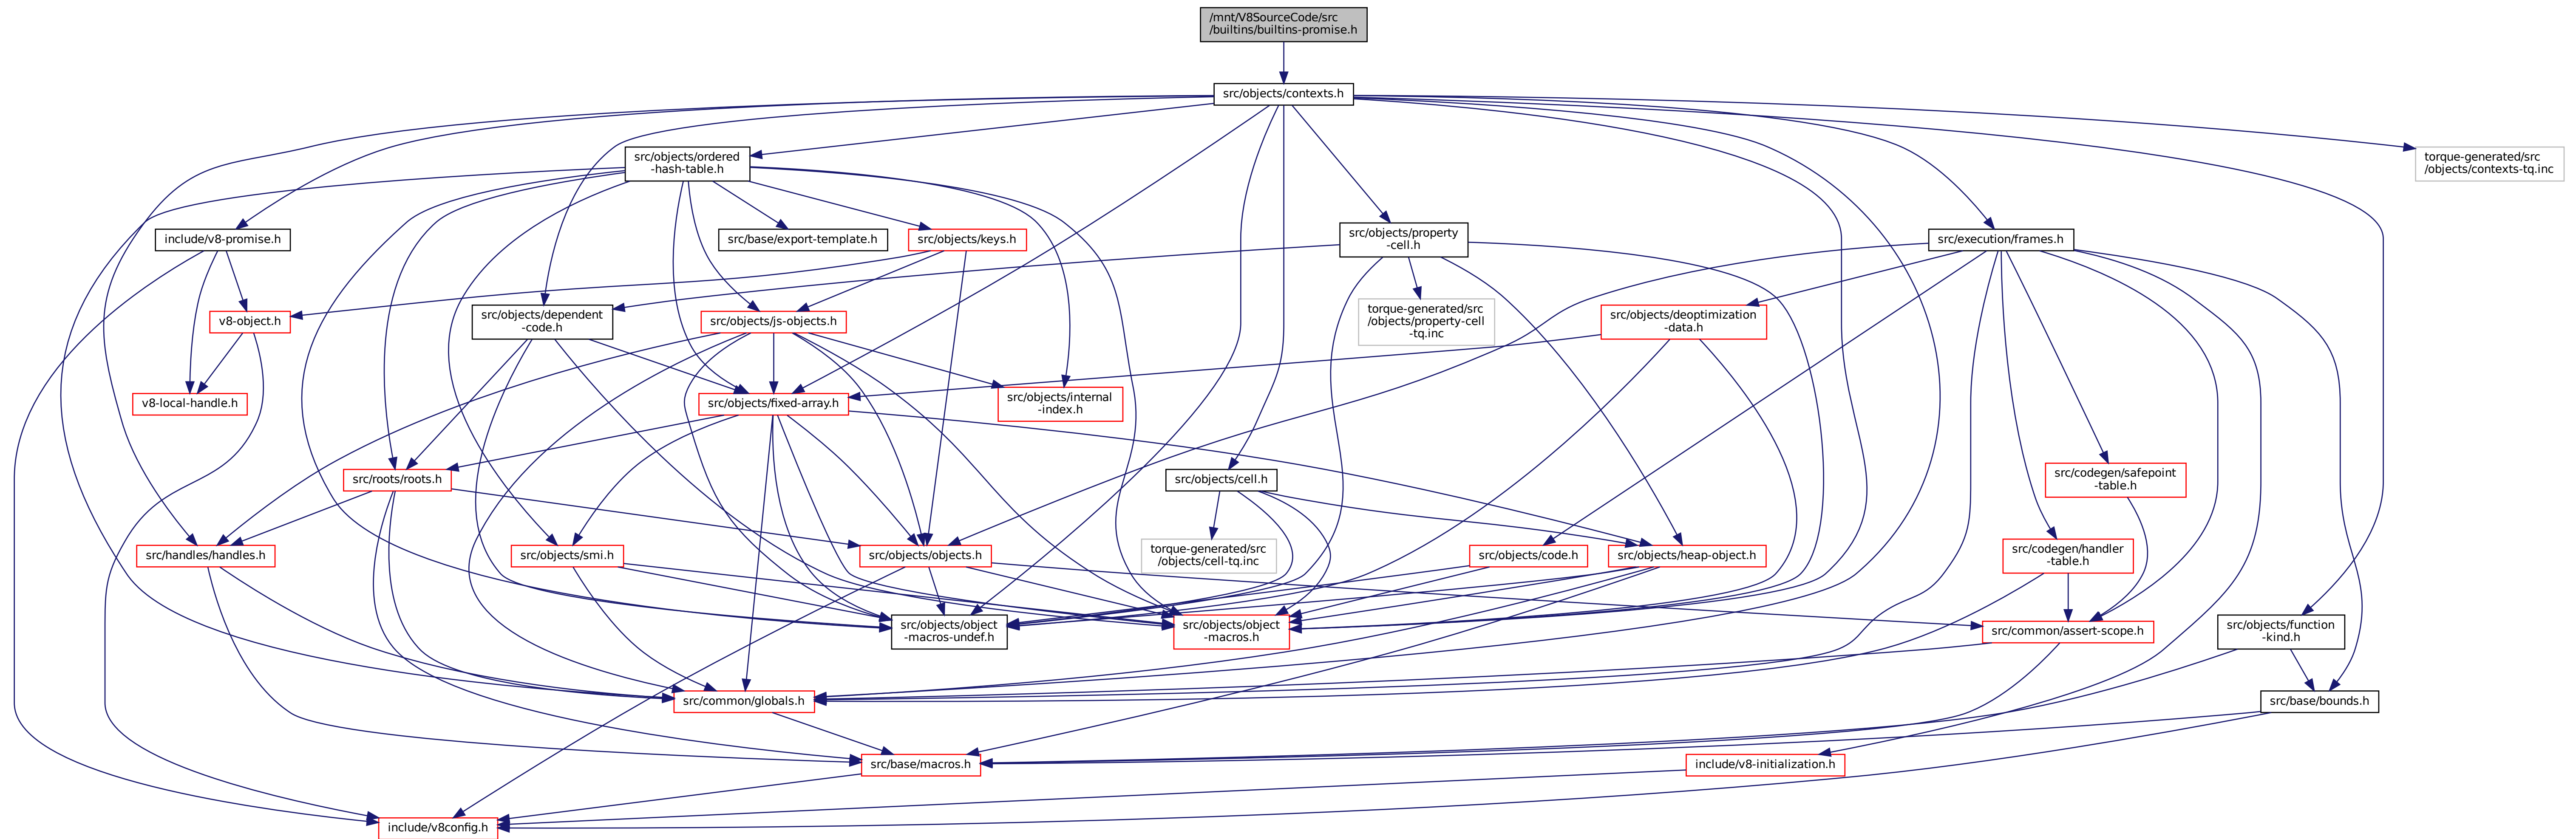 /mnt/V8SourceCode/src
/builtins/builtins-promise.h
src/objects/contexts.h
src/objects/ordered
-hash-table.h
torque-generated/src
/objects/contexts-tq.inc
include/v8-promise.h
src/base/export-template.h
src/objects/keys.h
src/objects/property
-cell.h
src/execution/frames.h
v8-object.h
src/objects/dependent
-code.h
src/objects/js-objects.h
torque-generated/src
/objects/property-cell
-tq.inc
src/objects/deoptimization
-data.h
v8-local-handle.h
src/objects/fixed-array.h
src/objects/internal
-index.h
src/roots/roots.h
src/objects/cell.h
src/codegen/safepoint
-table.h
src/handles/handles.h
src/objects/smi.h
src/objects/objects.h
torque-generated/src
/objects/cell-tq.inc
src/objects/code.h
src/objects/heap-object.h
src/codegen/handler
-table.h
src/objects/object
-macros-undef.h
src/objects/object
-macros.h
src/common/assert-scope.h
src/objects/function
-kind.h
src/common/globals.h
src/base/bounds.h
src/base/macros.h
include/v8-initialization.h
include/v8config.h